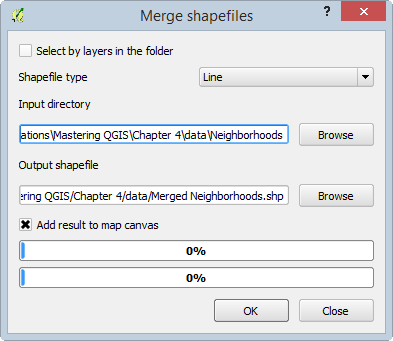 Merge shapefiles
Select by layers in the folder
Shapefile type Line
Input directory
ations\Mastering QGIS\Chapter 4\data\Neighborhoods Browse
Output shapefile
ering QGIS/Chapter 4/data/Merged Neighborhoods.shp Browse
Add result to map canvas
0%
0%
OK Close